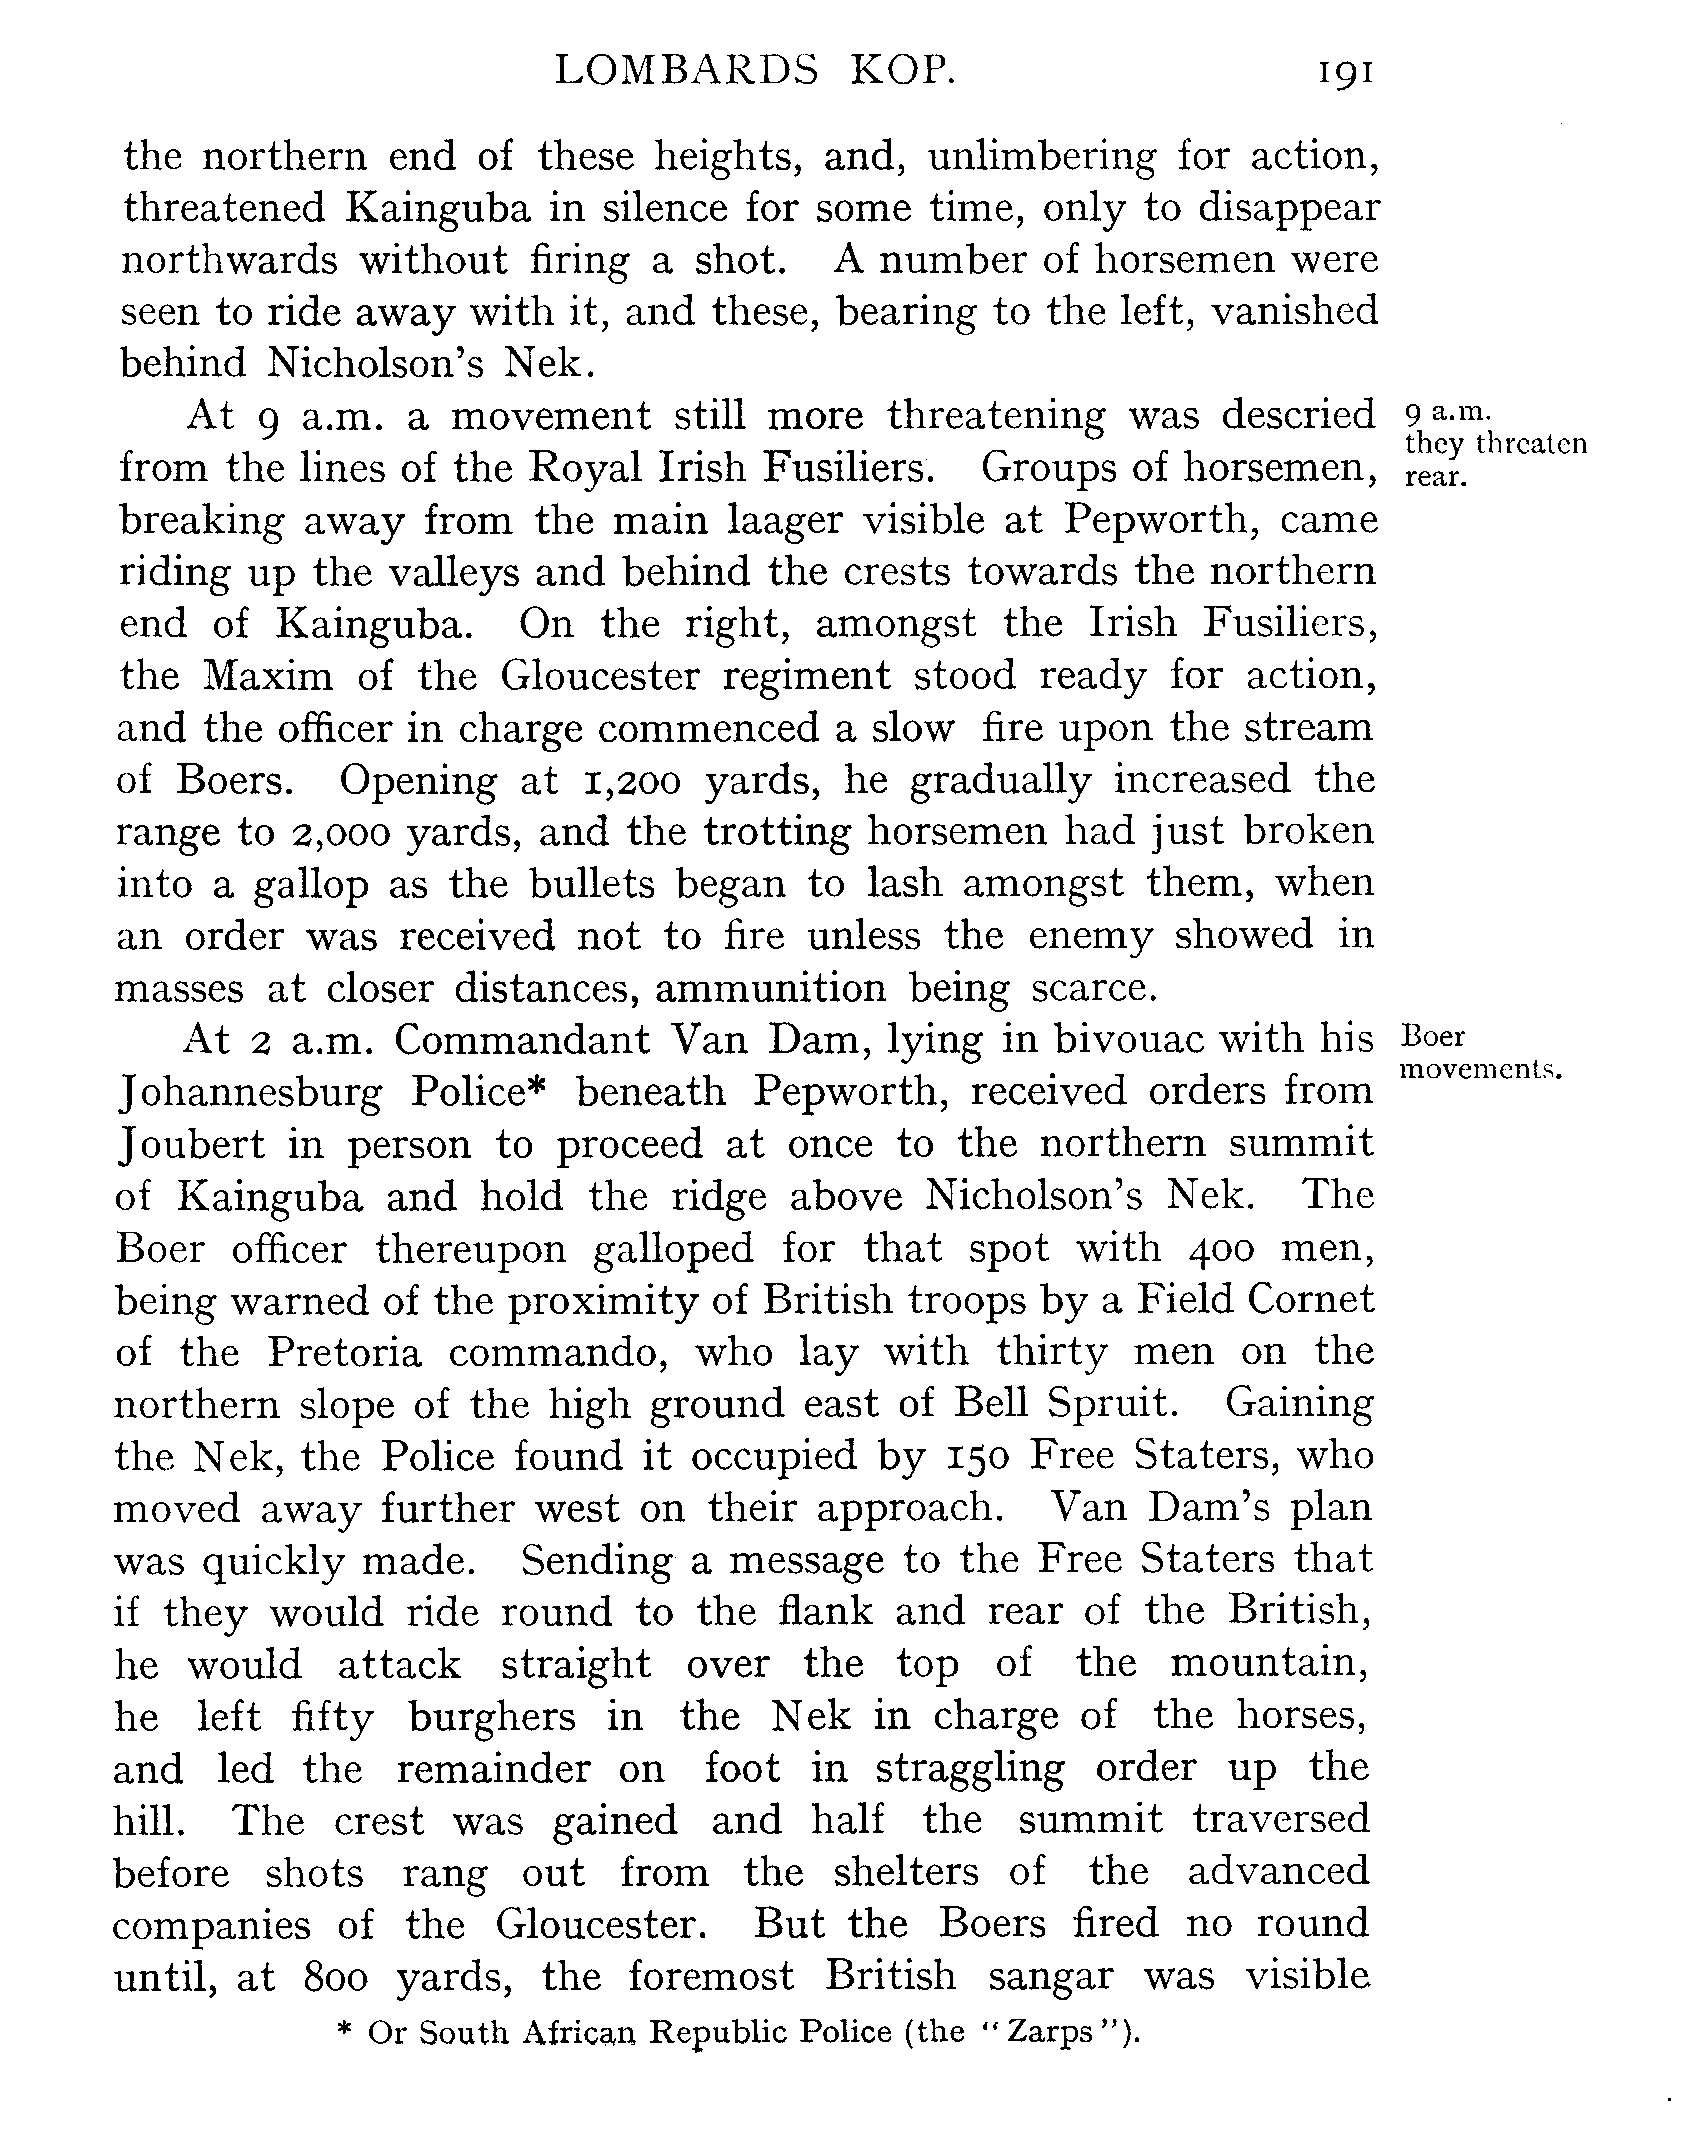 LOMBARDS KOP. 191
the northern end of these heights, and, unlimbering for action,
threatened Kainguba in silence for some time, only to disappear
northwards without firing a shot. A number of horsemen were
seen to ride away with it, and these, bearing to the left, vanished
behind Nicholson's Nek.
At 9 a.m. a movement still more threatening was descried
9 a.m.
they threaten
rear.
from the lines of the Royal Irish Fusiliers. Groups of horsemen,
breaking away from the main laager visible at Pepworth, came
riding up the valleys and behind the crests towards the northern
end of Kainguba. On the right, amongst the Irish Fusiliers,
the Maxim of the Gloucester regiment stood ready for action,
and the officer in charge commenced a slow fire upon the stream
of Boers. Opening at 1,200 yards, he gradually increased the
range to 2,000 yards, and the trotting horsemen had just broken
into a gallop as the bullets began to lash amongst them, when
an order was received not to fire unless the enemy showed in
masses at closer distances, ammunition being scarce.
At 2 a.m. Commandant Van Dam, lying in bivouac with his
Boer
movements.
Johannesburg Police* beneath Pepworth, received orders from
Joubert in person to proceed at once to the northern summit
of Kainguba and hold the ridge above Nicholson's Nek. The
Boer officer thereupon galloped for that spot with 400 men,
being warned of the proximity of British troops by a Field Cornet
of the Pretoria commando, who lay with thirty men on the
northern slope of the high ground east of Bell Spruit. Gaining
the Nek, the Police found it occupied by 150 Free Staters, who
moved away further west on their approach. Van Dam's plan
was quickly made. Sending a message to the Free Staters that
if they would ride round to the flank and rear of the British,
he would attack straight over the top of the mountain,
he left fifty burghers in the Nek in charge of the horses,
and led the remainder on foot in straggling order up the
hill. The crest was gained and half the summit traversed
before shots rang out from the shelters of the advanced
companies of the Gloucester. But the Boers fired no round
until, at 800 yards, the foremost British sangar was visible
* Or South African Republic Police (the "Zarps").